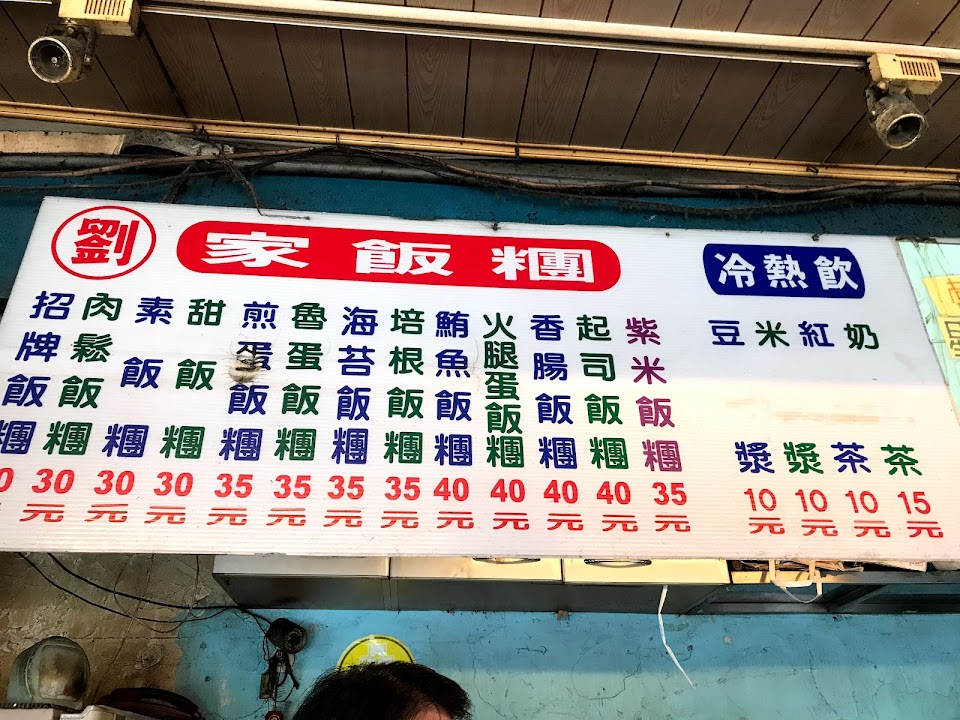 劉家飯糰
冷熱飲
招牌飯糰 0元
肉鬆飯糰 30元
素飯糰 30元
甜飯糰 30元
煎蛋飯糰 35元
魯蛋飯糰 35元
海苔飯糰 35元
培根飯糰 35元
鮪魚飯糰 40元
火腿蛋飯糰 40元
香腸飯糰 40元
起司飯糰 40元
紫米飯糰 35元
豆漿 10元
米漿 10元
紅茶 10元
奶茶 15元